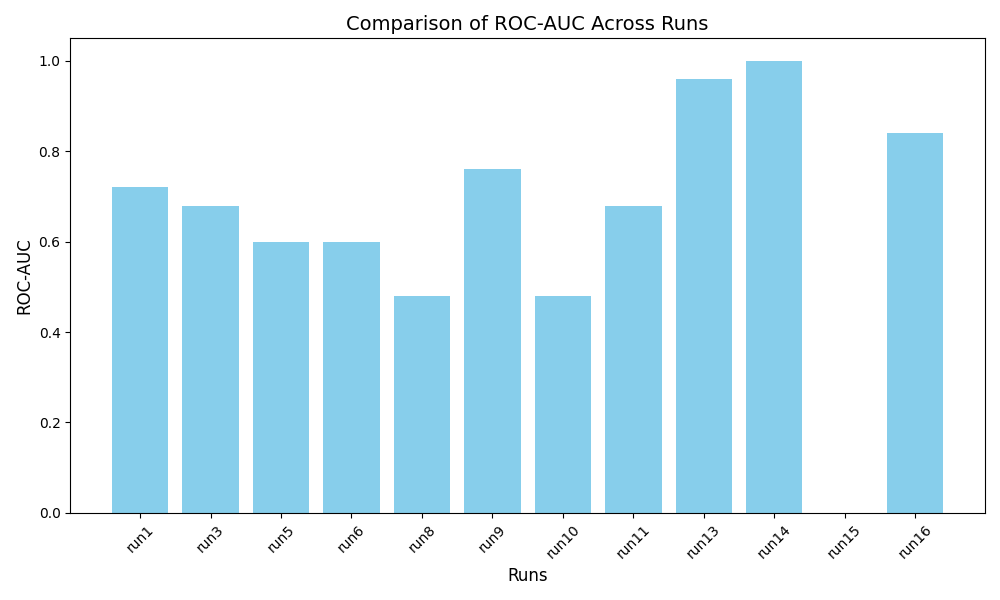 Comparison of ROC-AUC Across Runs
1.0
0.8
0.6
0.4
0.2
0.0
ROC-AUC
run1 run3 run5 run6 run8 run9 run10 run11 run13 run14 run15 run16
Runs